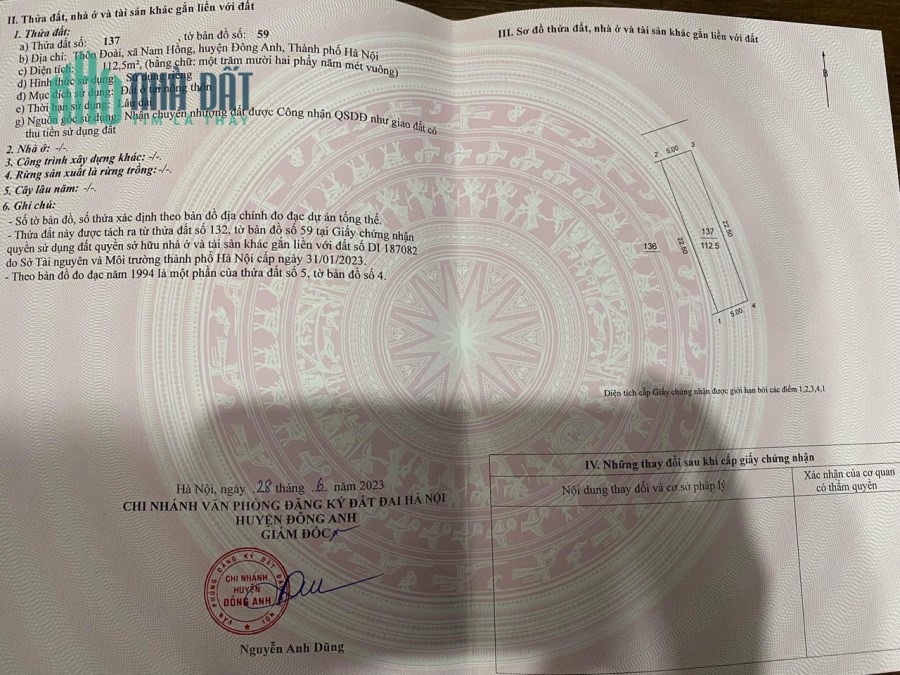 II. Thửa đất, nhà ở và tài sản khác gắn liền với đất
1. Thửa đất:
a) Thửa đất số: 137, tờ bản đồ số: 59
b) Địa chỉ: Thôn Đoài, xã Nam Hồng, huyện Đông Anh, Thành phố Hà Nội
c) Diện tích: 112,5m², (bằng chữ: một trăm mười hai phẩy năm mét vuông)
d) Hình thức sử dụng: Sử dụng riêng
đ) Mục đích sử dụng: Đất ở tại nông thôn
e) Thời hạn sử dụng: Lâu dài
g) Nguồn gốc sử dụng: Nhận chuyển nhượng đất được Công nhận QSDĐ như giao đất có
thu tiền sử dụng đất
NHÀ ĐẤT
TÌM LÀ THẤY
2. Nhà ở: -/-.
3. Công trình xây dựng khác: -/-.
4. Rừng sản xuất là rừng trồng:-/-.
5. Cây lâu năm: -/-.
6. Ghi chú:
- Số tờ bản đồ, số thửa xác định theo bản đồ địa chính đo đạc dự án tổng thể.
- Thửa đất này được tách ra từ thửa đất số 132, tờ bản đồ số 59 tại Giấy chứng nhận
quyền sử dụng đất quyền sở hữu nhà ở và tài sản khác gắn liền với đất số DI 187082
do Sở Tài nguyên và Môi trường thành phố Hà Nội cấp ngày 31/01/2023.
- Theo bản đồ đo đạc năm 1994 là một phần của thửa đất số 5, tờ bản đồ số 4.
Hà Nội, ngày 28 tháng 6 năm 2023
CHI NHÁNH VĂN PHÒNG ĐĂNG KÝ ĐẤT ĐAI HÀ NỘI
HUYỆN ĐÔNG ANH
GIÁM ĐỐC
VĂN PHÒNG ĐĂNG KÝ ĐẤT ĐAI HÀ NỘI
CHI NHÁNH
HUYỆN
ĐÔNG ANH
Nguyễn Anh Dũng
III. Sơ đồ thửa đất, nhà ở và tài sản khác gắn liền với đất
B
2 5.00 3
136
22.50
137
112.5
22.50
1 5.00 4
Diện tích cấp Giấy chứng nhận được giới hạn bởi các điểm 1,2,3,4,1
IV. Những thay đổi sau khi cấp giấy chứng nhận
Nội dung thay đổi và cơ sở pháp lý
Xác nhận của cơ quan
có thẩm quyền